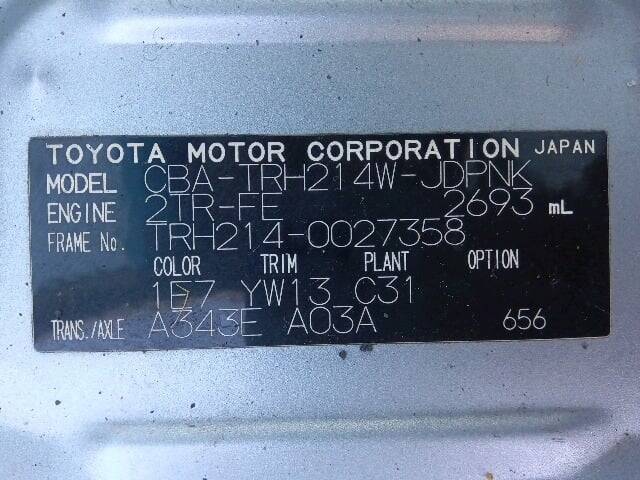 TOYOTA MOTOR CORPORATION JAPAN
MODEL CBA-TRH214W-JDPNK
ENGINE 2TR-FE 2693 mL
FRAME No. TRH214-0027358
COLOR TRIM PLANT OPTION
1E7 YW13 C31
TRANS./AXLE A343E A03A 656